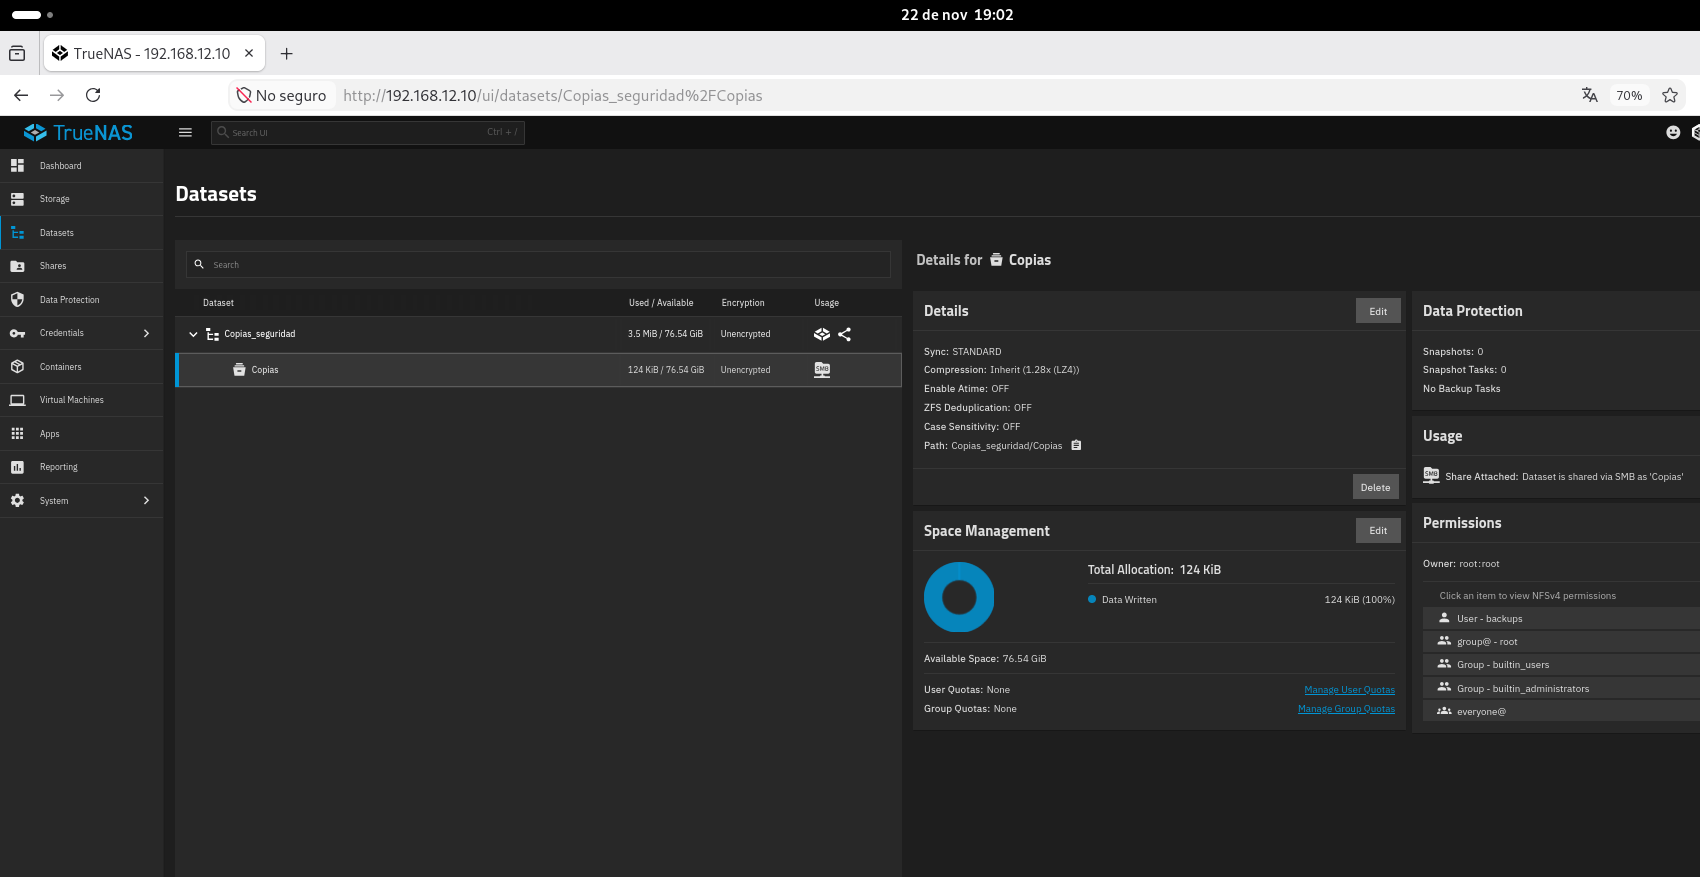 22 de nov 19:02
TrueNAS - 192.168.12.10
No seguro
http://192.168.12.10/ui/datasets/Copias_seguridad%2FCopias
70%
TrueNAS
Search UI
Ctrl + /
Dashboard
Storage
Datasets
Shares
Data Protection
Credentials
Containers
Virtual Machines
Apps
Reporting
System
Datasets
Search
Dataset Used / Available Encryption Usage
Copias_seguridad 3.5 MiB / 76.54 GiB Unencrypted
Copias 124 KiB / 76.54 GiB Unencrypted SMB
Details for Copias
Details
Edit
Sync: STANDARD
Compression: Inherit (1.28x (LZ4))
Enable Atime: OFF
ZFS Deduplication: OFF
Case Sensitivity: OFF
Path: Copias_seguridad/Copias
Delete
Space Management
Edit
Total Allocation: 124 KiB
Data Written 124 KiB (100%)
Available Space: 76.54 GiB
User Quotas: None Manage User Quotas
Group Quotas: None Manage Group Quotas
Data Protection
Snapshots: 0
Snapshot Tasks: 0
No Backup Tasks
Usage
SMB Share Attached: Dataset is shared via SMB as 'Copias'
Permissions
Owner: root:root
Click an item to view NFSv4 permissions
User - backups
group@ - root
Group - builtin_users
Group - builtin_administrators
everyone@